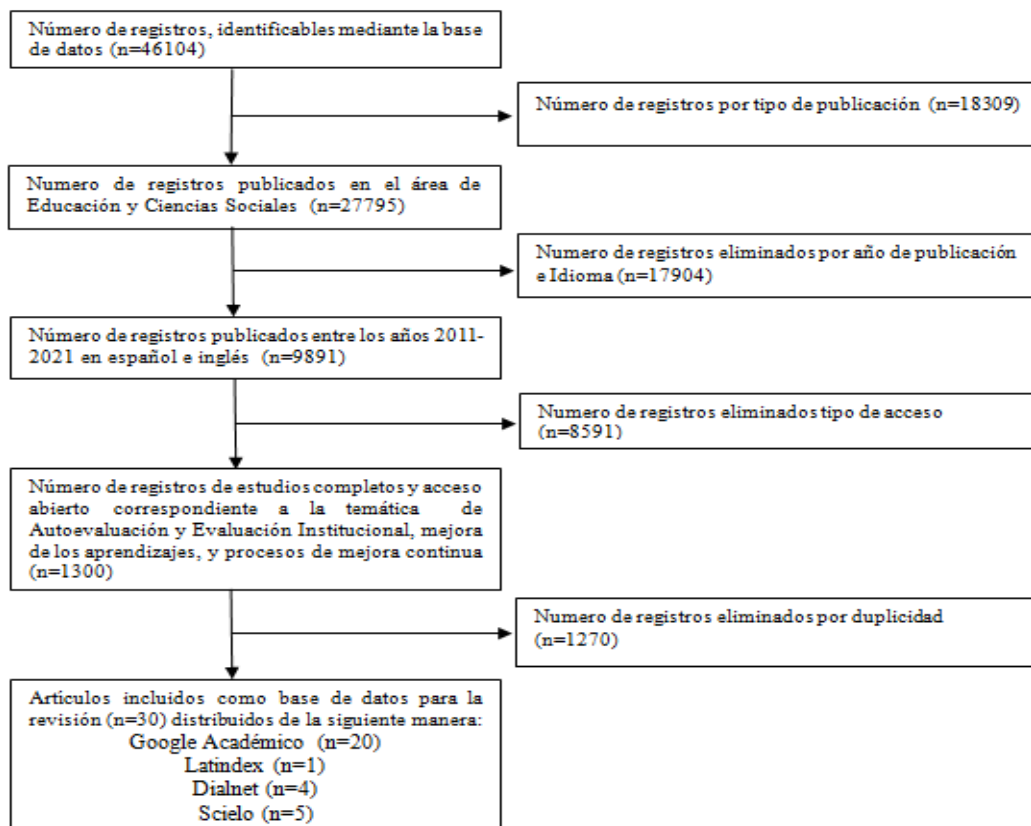 Número de registros, identificables mediante la base
de datos (n=46104)
Número de registros por tipo de publicación (n=18309)
Numero de registros publicados en el área de
Educación y Ciencias Sociales (n=27795)
Numero de registros eliminados por año de publicación
e Idioma (n=17904)
Número de registros publicados entre los años 2011-
2021 en español e inglés (n=9891)
Numero de registros eliminados tipo de acceso
(n=8591)
Número de registros de estudios completos y acceso
abierto correspondiente a la temática de
Autoevaluación y Evaluación Institucional, mejora
de los aprendizajes, y procesos de mejora continua
(n=1300)
Numero de registros eliminados por duplicidad
(n=1270)
Artículos incluidos como base de datos para la
revisión (n=30) distribuidos de la siguiente manera:
Google Académico (n=20)
Latindex (n=1)
Dialnet (n=4)
Scielo (n=5)